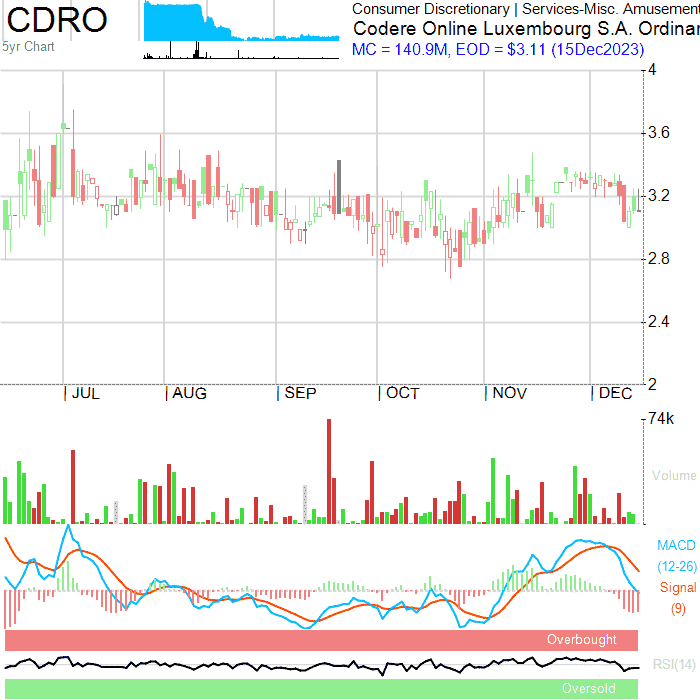 CDRO
5yr Chart
Consumer Discretionary | Services-Misc. Amusement
Codere Online Luxembourg S.A. Ordinar
MC = 140.9M, EOD = $3.11 (15Dec2023)
4
3.6
3.2
2.8
2.4
2
JUL
AUG
SEP
OCT
NOV
DEC
74k
Volume
MACD
(12-26)
Signal
(9)
Overbought
RSI(14)
Oversold